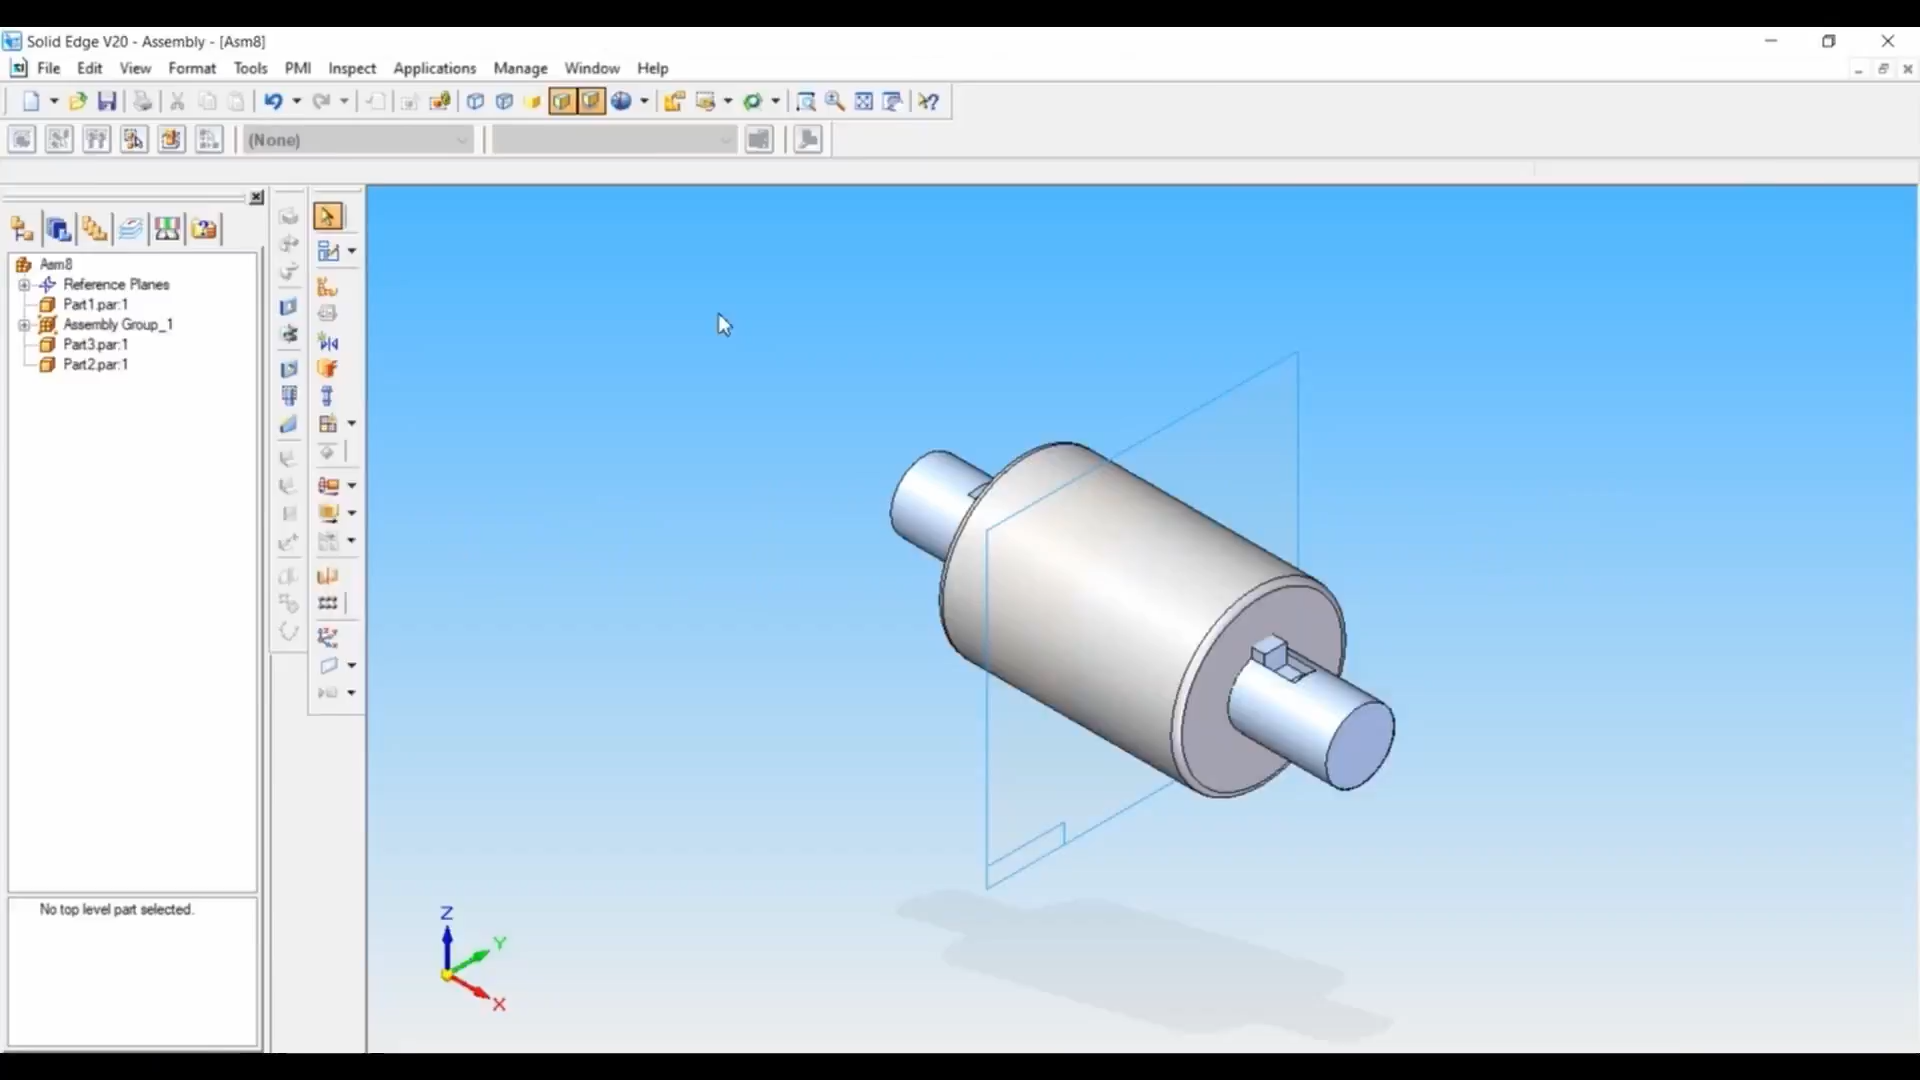 Solid Edge V20 - Assembly - [Asm8]
File Edit View Format Tools PMI Inspect Applications Manage Window Help
(None)
Asm8
Reference Planes
Part1.par:1
Assembly Group_1
Part3.par:1
Part2.par:1
No top level part selected.
Z
Y
X